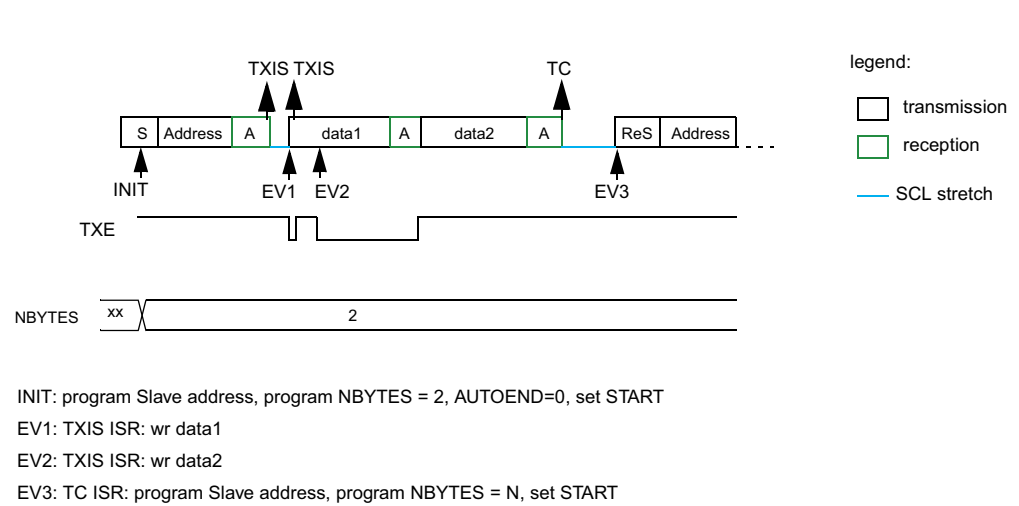 TXIS TXIS TC
legend:
S Address A data1 A data2 A ReS Address
transmission
reception
INIT EV1 EV2 EV3
SCL stretch
TXE
NBYTES xx 2
INIT: program Slave address, program NBYTES = 2, AUTOEND=0, set START
EV1: TXIS ISR: wr data1
EV2: TXIS ISR: wr data2
EV3: TC ISR: program Slave address, program NBYTES = N, set START